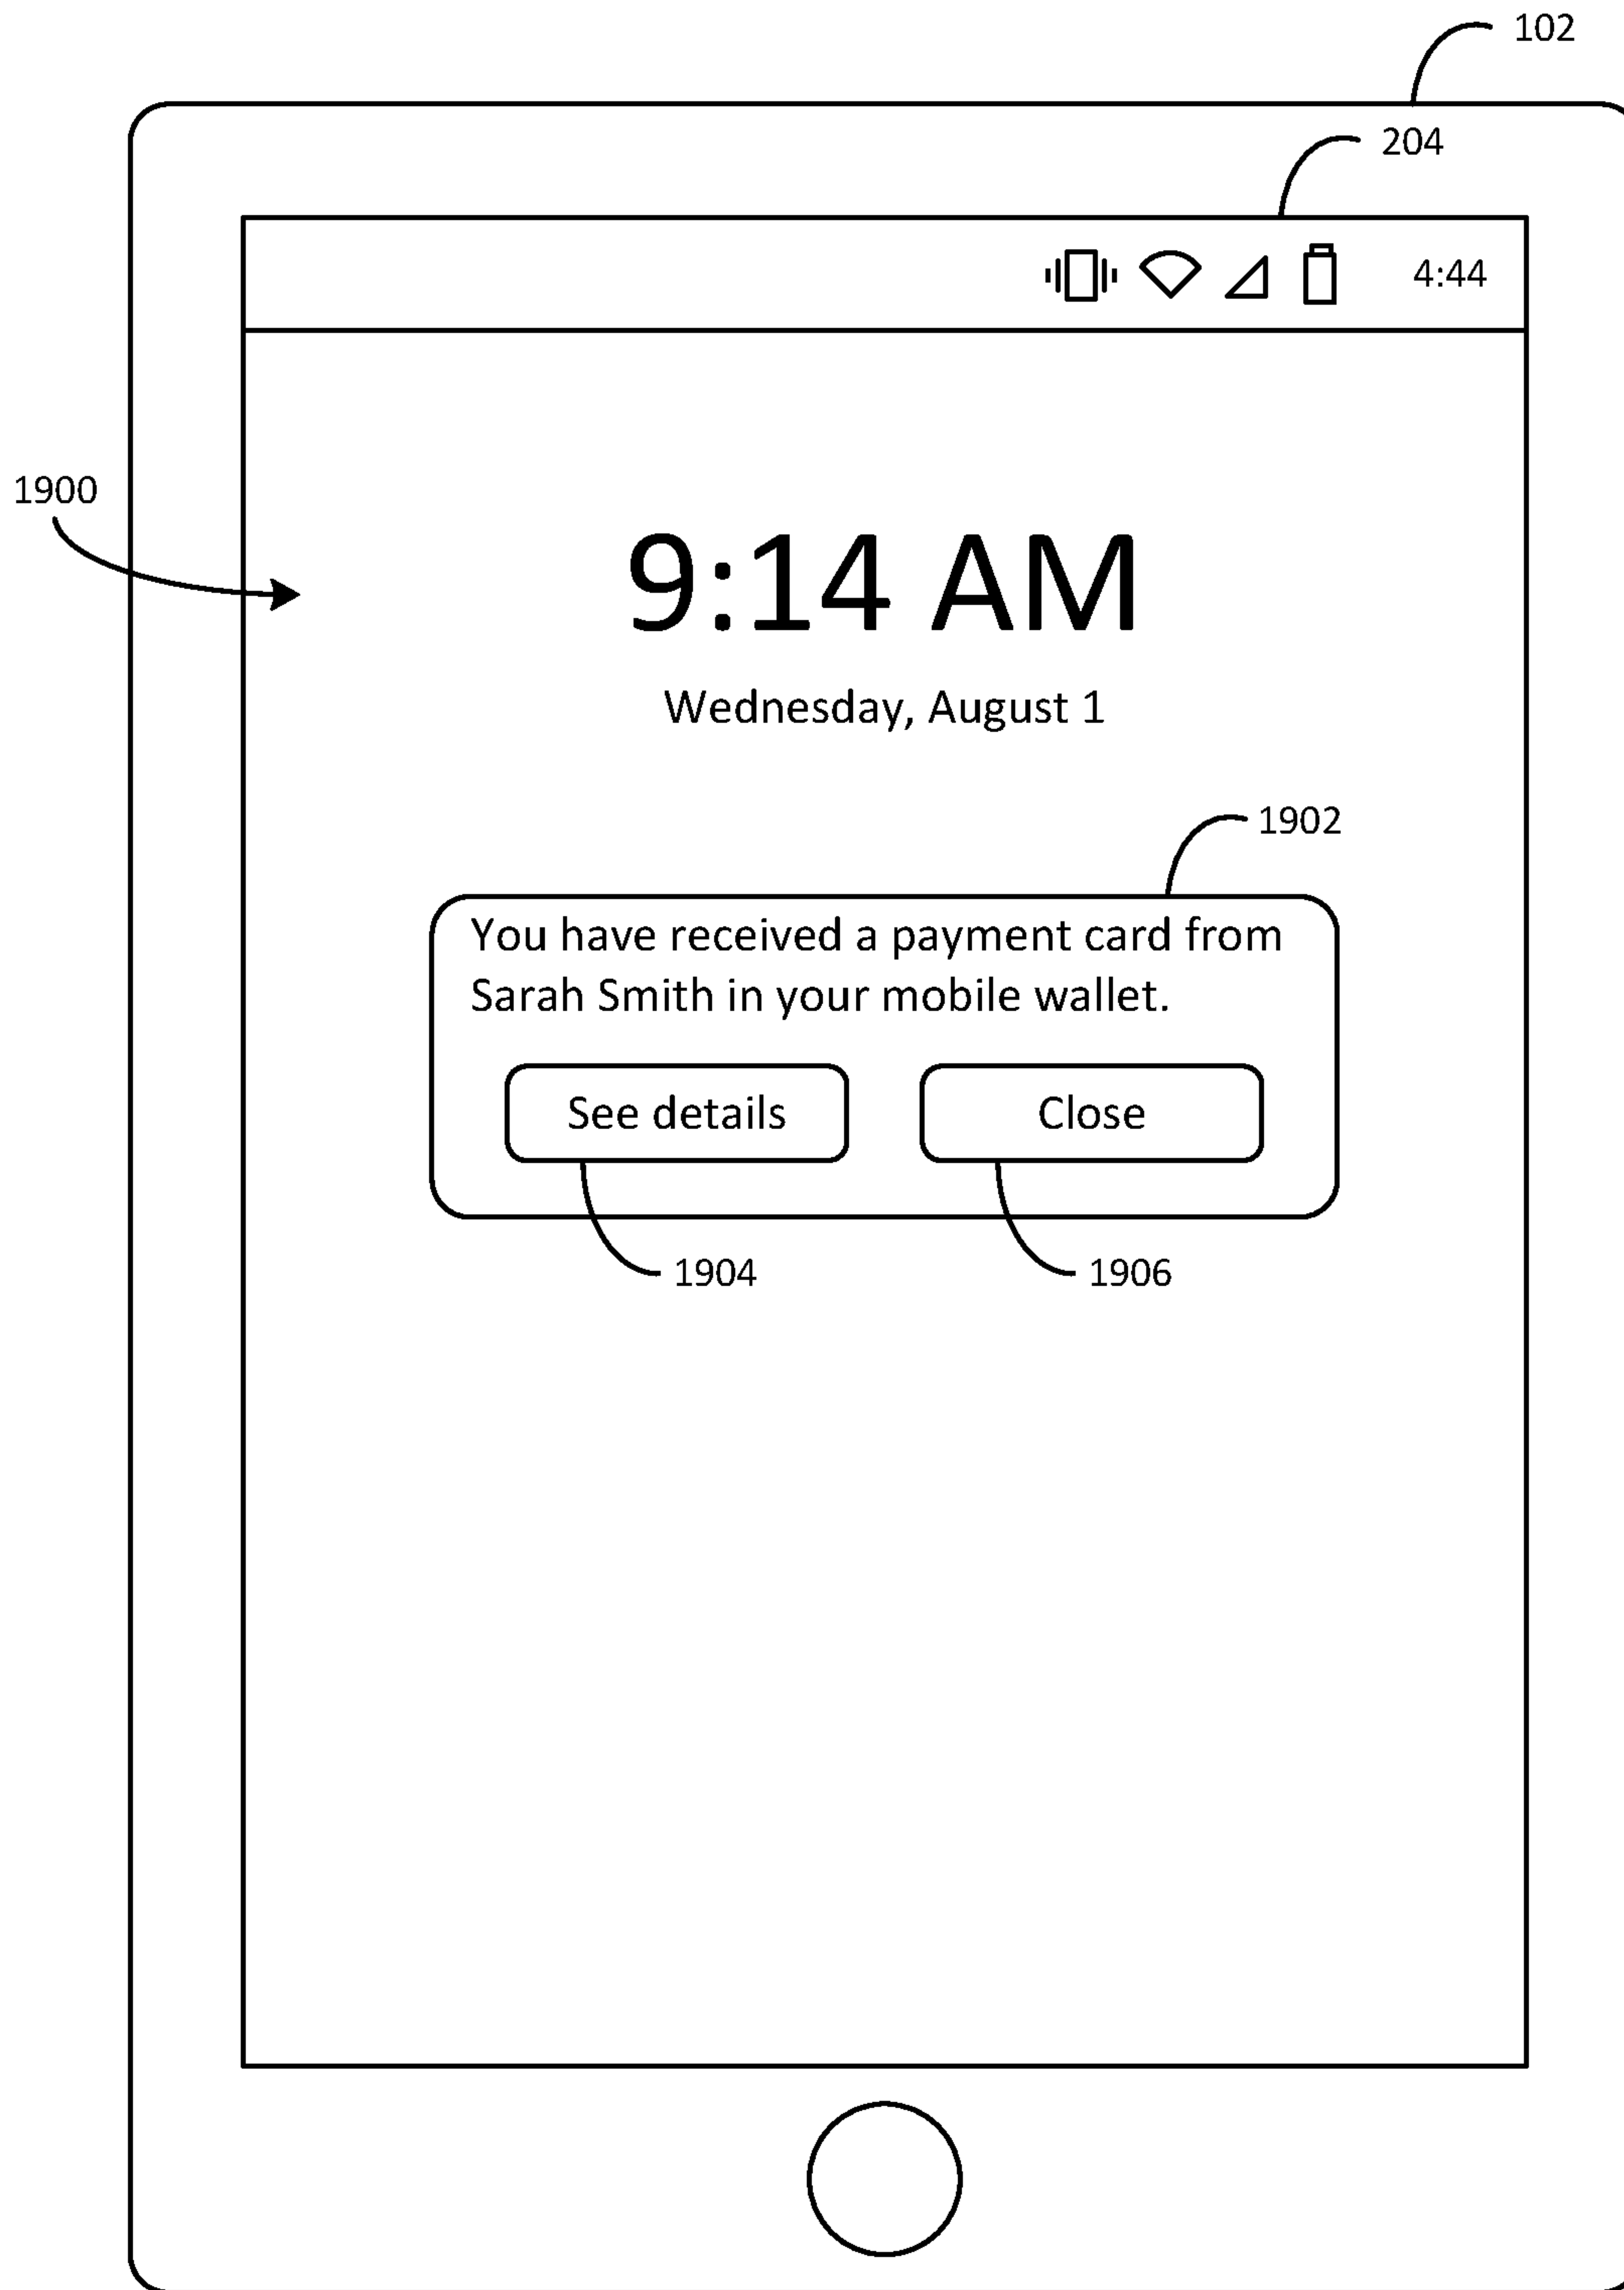 102
204
4:44
1900
9:14 AM
Wednesday, August 1
1902
You have received a payment card from
Sarah Smith in your mobile wallet.
See details
Close
1904
1906